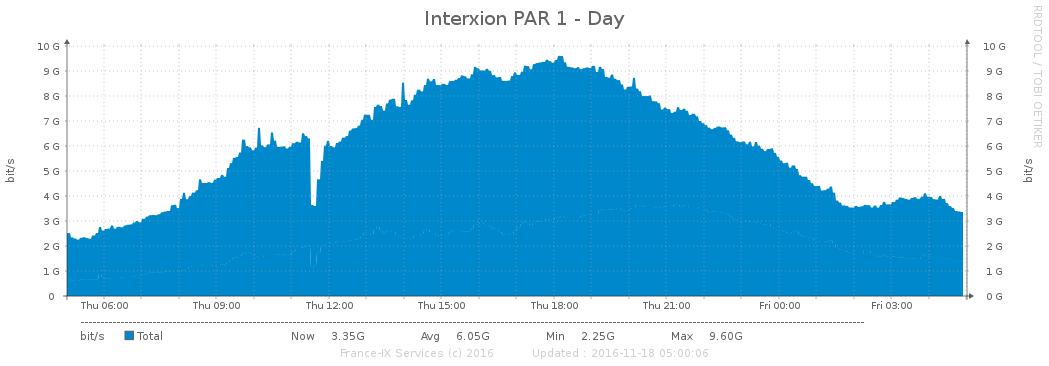 Interxion PAR 1 - Day
RRDTOOL / TOBI OETIKER
bit/s
10 G
9 G
8 G
7 G
6 G
5 G
4 G
3 G
2 G
1 G
0
10 G
9 G
8 G
7 G
6 G
5 G
4 G
3 G
2 G
1 G
0 G
bit/s
Thu 06:00 Thu 09:00 Thu 12:00 Thu 15:00 Thu 18:00 Thu 21:00 Fri 00:00 Fri 03:00
bit/s Total Now 3.35G Avg 6.05G Min 2.25G Max 9.60G
France-IX Services (c) 2016 Updated : 2016-11-18 05:00:06